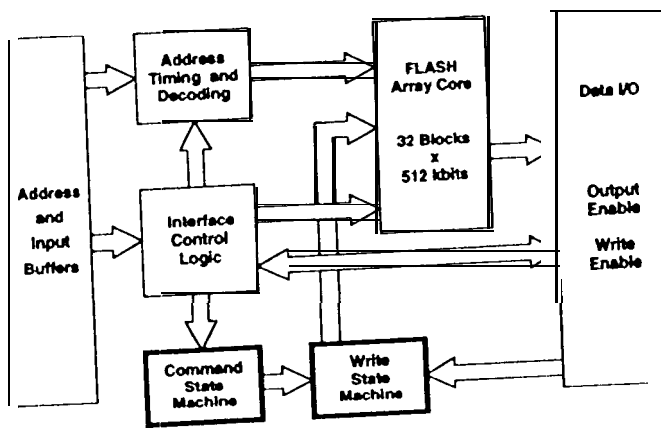 Address
and
Input
Buffers
Address
Timing and
Decoding
Interface
Control
Logic
Command
State
Machine
Write
State
Machine
FLASH
Array Core
32 Blocks
x
512 kbits
Data I/O
Output
Enable
Write
Enable